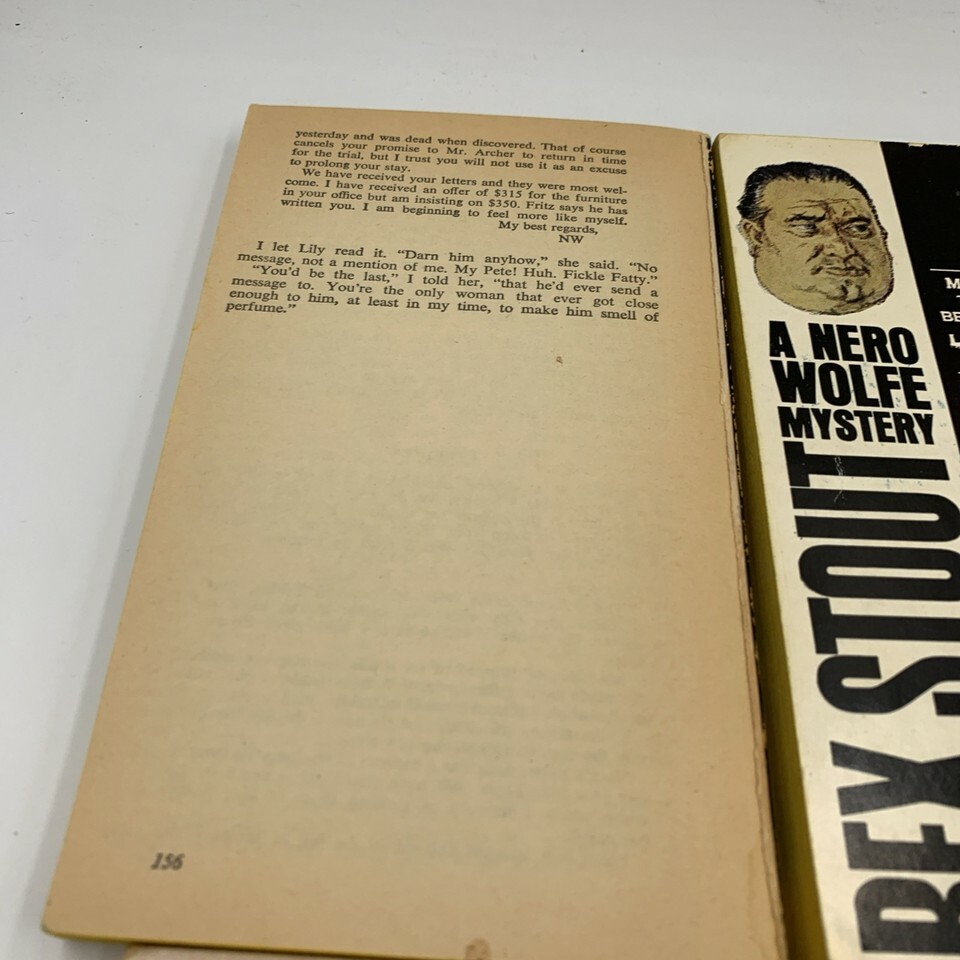 yesterday and was dead when discovered. That of course
cancels your promise to Mr. Archer to return in time
for the trial, but I trust you will not use it as an excuse
to prolong your stay.
We have received your letters and they were most wel-
come. I have received an offer of $315 for the furniture
in your office but am insisting on $350. Fritz says he has
written you. I am beginning to feel more like myself.
My best regards,
NW
I let Lily read it. “Darn him anyhow,” she said. “No
message, not a mention of me. My Pete! Huh. Fickle Fatty.”
“You’d be the last,” I told her, “that he’d ever send a
message to. You’re the only woman that ever got close
enough to him, at least in my time, to make him smell of
perfume.”
156
A NERO
WOLFE
MYSTERY
REX STOUT
M
BE